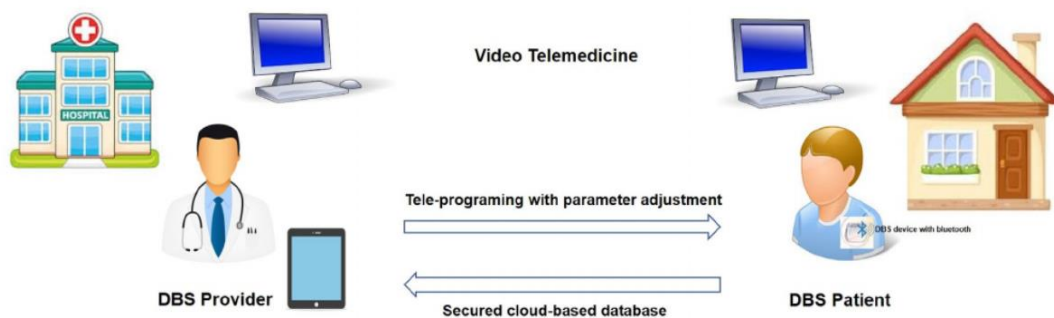 Video Telemedicine
HOSPITAL
Tele-programing with parameter adjustment
DBS device with bluetooth
DBS Provider
DBS Patient
Secured cloud-based database